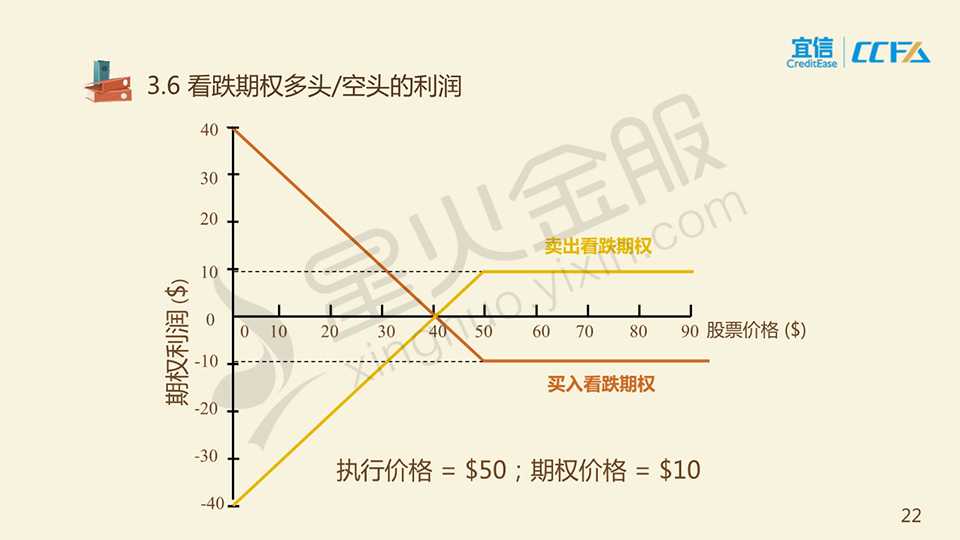 宜信
CreditEase
CCFA
3.6 看跌期权多头/空头的利润
40
30
20
10
0
-10
-20
-30
-40
期权利润 ($)
0 10 20 30 40 50 60 70 80 90 股票价格 ($)
卖出看跌期权
买入看跌期权
星火金服
xinghuo.yixin.com
执行价格 = $50；期权价格 = $10
22